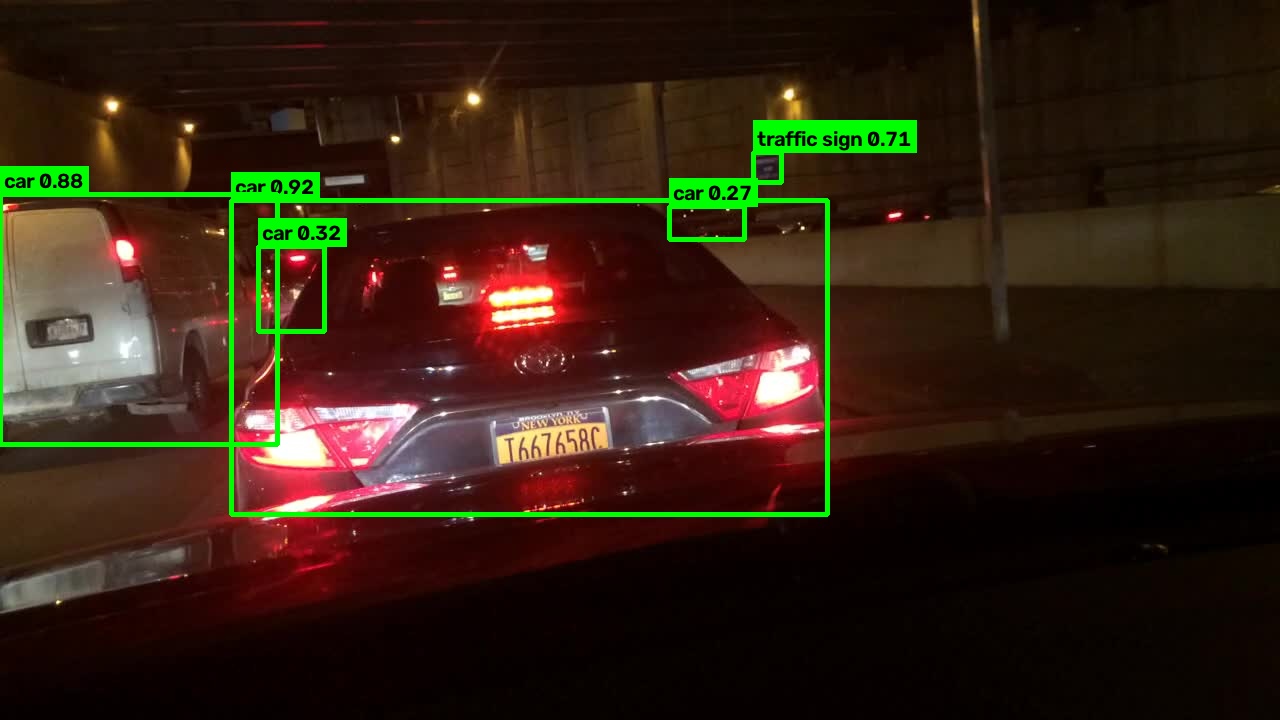 traffic sign 0.71
car 0.88
car 0.92
car 0.27
car 0.32
BROOKLYN, N.Y.
NEW YORK
T667658C